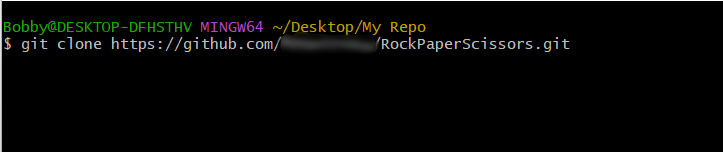 Bobby@DESKTOP-DFHSTHV MINGW64 ~/Desktop/My Repo
$ git clone https://github.com/ /RockPaperScissors.git